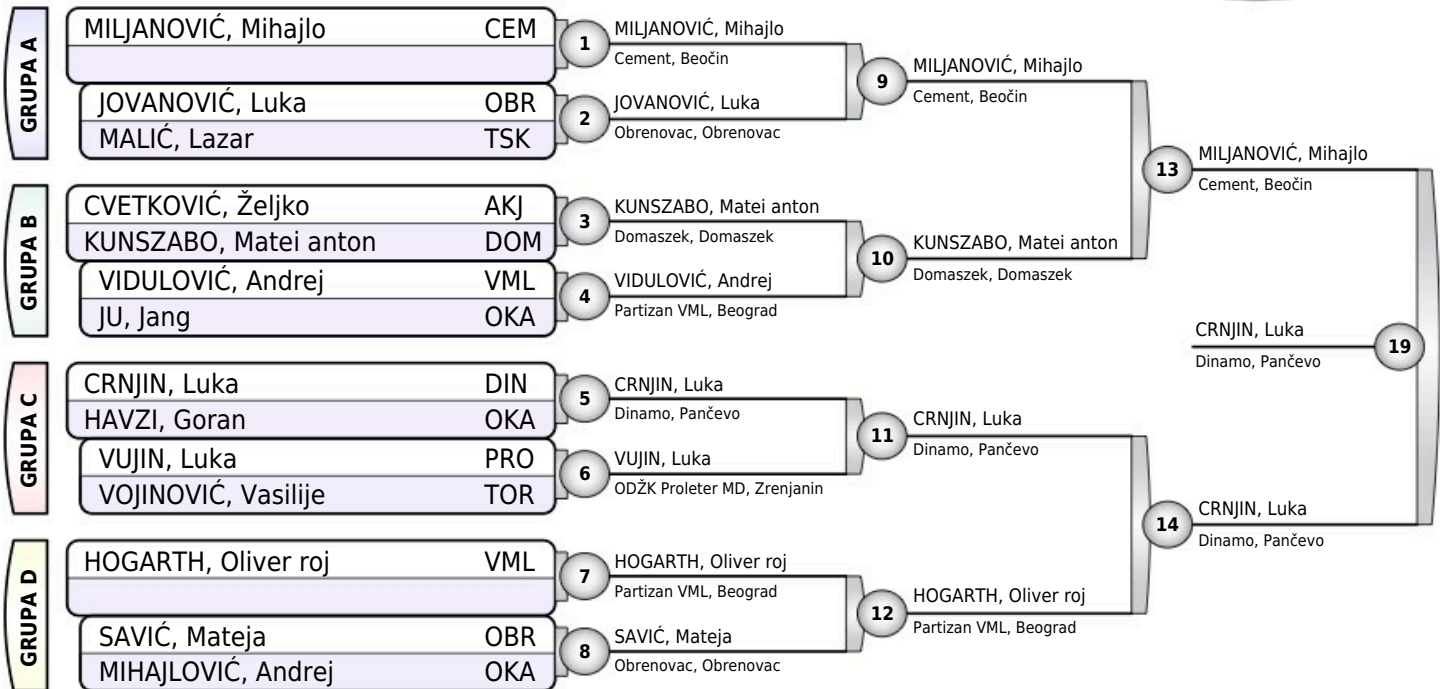 GRUPA A
MILJANOVIĆ, Mihajlo CEM
JOVANOVIĆ, Luka OBR
MALIĆ, Lazar TSK
GRUPA B
CVETKOVIĆ, Željko AKJ
KUNSZABO, Matei anton DOM
VIDULOVIĆ, Andrej VML
JU, Jang OKA
GRUPA C
CRNJIN, Luka DIN
HAVZI, Goran OKA
VUJIN, Luka PRO
VOJINOVIĆ, Vasilije TOR
GRUPA D
HOGARTH, Oliver roj VML
SAVIĆ, Mateja OBR
MIHAJLOVIĆ, Andrej OKA
1
MILJANOVIĆ, Mihajlo
Cement, Beočin
2
JOVANOVIĆ, Luka
Obrenovac, Obrenovac
3
KUNSZABO, Matei anton
Domaszek, Domaszek
4
VIDULOVIĆ, Andrej
Partizan VML, Beograd
5
CRNJIN, Luka
Dinamo, Pančevo
6
VUJIN, Luka
ODŽK Proleter MD, Zrenjanin
7
HOGARTH, Oliver roj
Partizan VML, Beograd
8
SAVIĆ, Mateja
Obrenovac, Obrenovac
9
MILJANOVIĆ, Mihajlo
Cement, Beočin
10
KUNSZABO, Matei anton
Domaszek, Domaszek
11
CRNJIN, Luka
Dinamo, Pančevo
12
HOGARTH, Oliver roj
Partizan VML, Beograd
13
MILJANOVIĆ, Mihajlo
Cement, Beočin
14
CRNJIN, Luka
Dinamo, Pančevo
CRNJIN, Luka
Dinamo, Pančevo
19